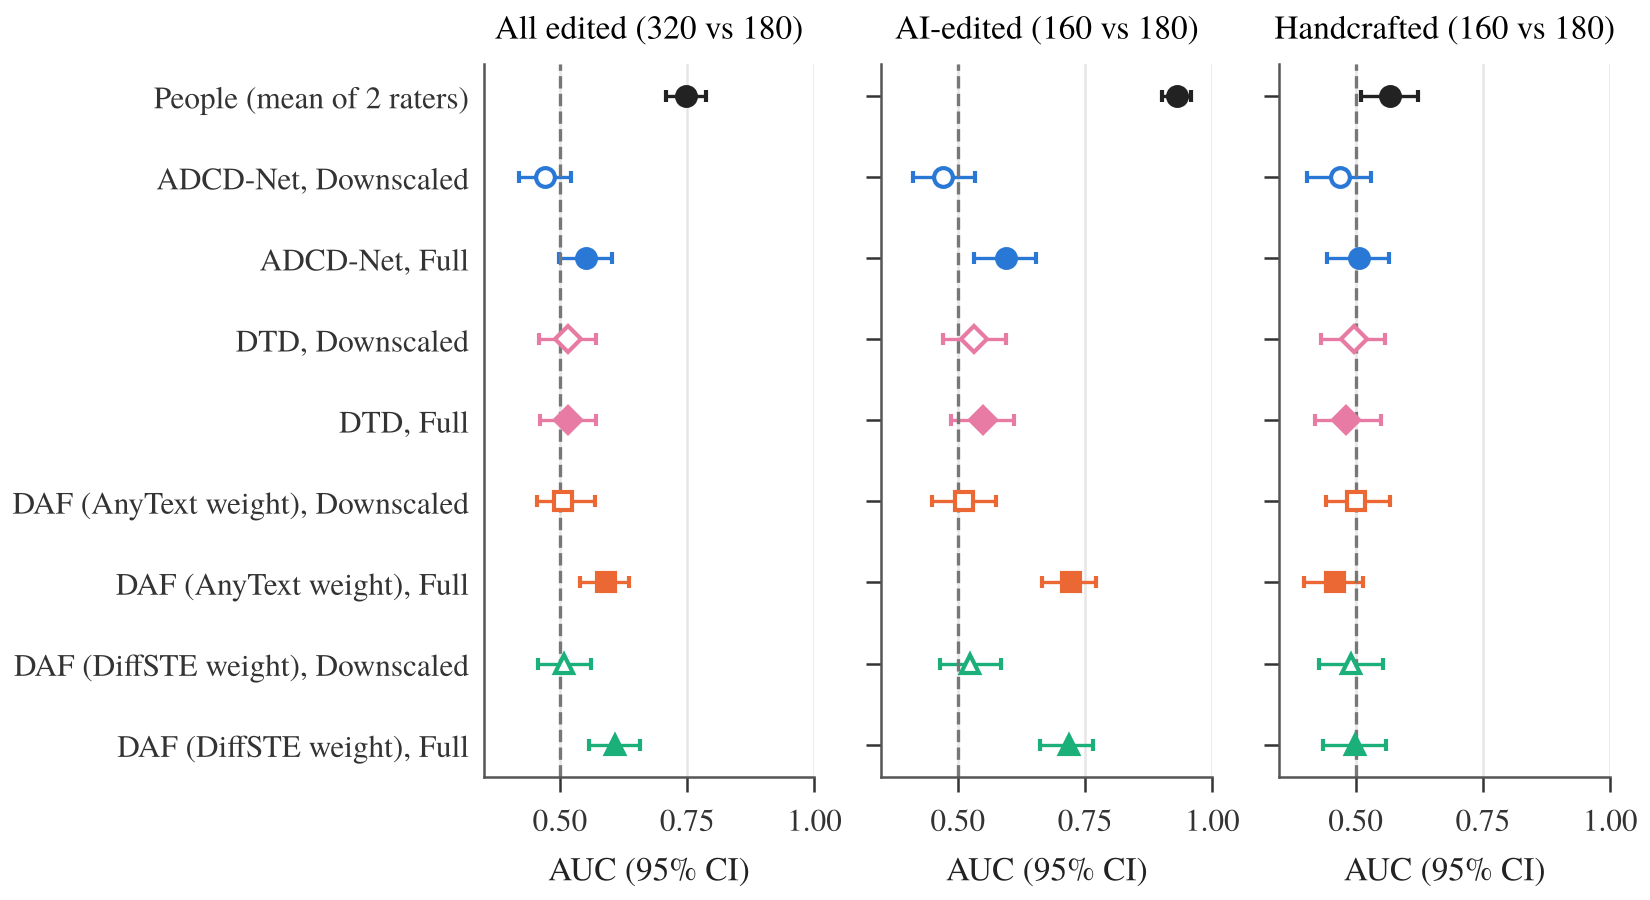 All edited (320 vs 180)
AI-edited (160 vs 180)
Handcrafted (160 vs 180)
People (mean of 2 raters)
ADCD-Net, Downscaled
ADCD-Net, Full
DTD, Downscaled
DTD, Full
DAF (AnyText weight), Downscaled
DAF (AnyText weight), Full
DAF (DiffSTE weight), Downscaled
DAF (DiffSTE weight), Full
0.50 0.75 1.00
0.50 0.75 1.00
0.50 0.75 1.00
AUC (95% CI)
AUC (95% CI)
AUC (95% CI)